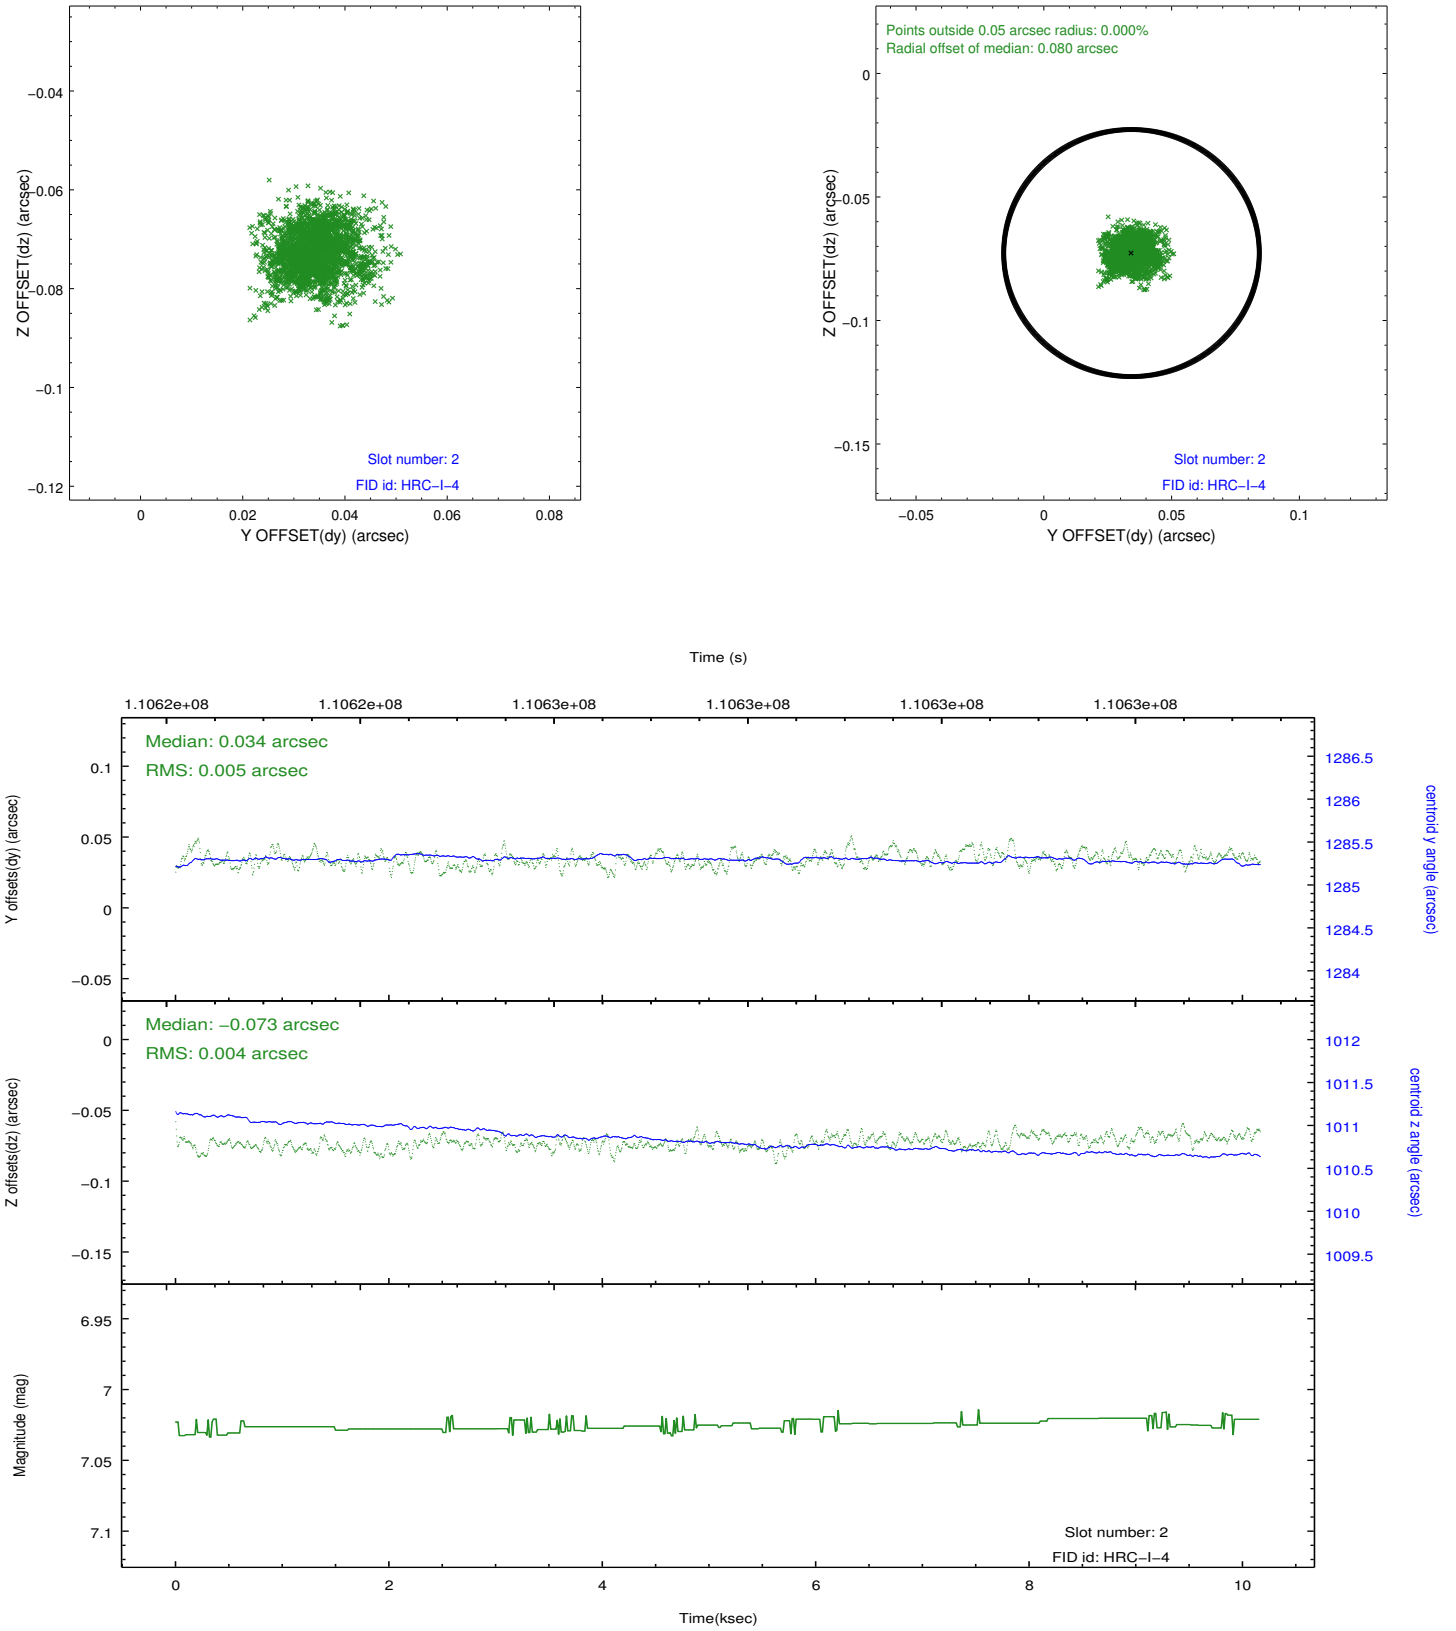 −0.04
−0.06
−0.08
−0.1
−0.12
Z OFFSET(dz) (arcsec)
Slot number: 2
FID id: HRC−I−4
0 0.02 0.04 0.06 0.08
Y OFFSET(dy) (arcsec)
Points outside 0.05 arcsec radius: 0.000%
Radial offset of median: 0.080 arcsec
0
−0.05
−0.1
−0.15
Z OFFSET(dz) (arcsec)
Slot number: 2
FID id: HRC−I−4
−0.05 0 0.05 0.1
Y OFFSET(dy) (arcsec)
Time (s)
1.1062e+08 1.1062e+08 1.1063e+08 1.1063e+08 1.1063e+08 1.1063e+08
Median: 0.034 arcsec
RMS: 0.005 arcsec
0.1
0.05
0
−0.05
Y offsets(dy) (arcsec)
1286.5
1286
1285.5
1285
1284.5
1284
centroid y angle (arcsec)
Median: −0.073 arcsec
RMS: 0.004 arcsec
0
−0.05
−0.1
−0.15
Z offsets(dz) (arcsec)
1012
1011.5
1011
1010.5
1010
1009.5
centroid z angle (arcsec)
6.95
7
7.05
7.1
Magnitude (mag)
Slot number: 2
FID id: HRC−I−4
0 2 4 6 8 10
Time(ksec)